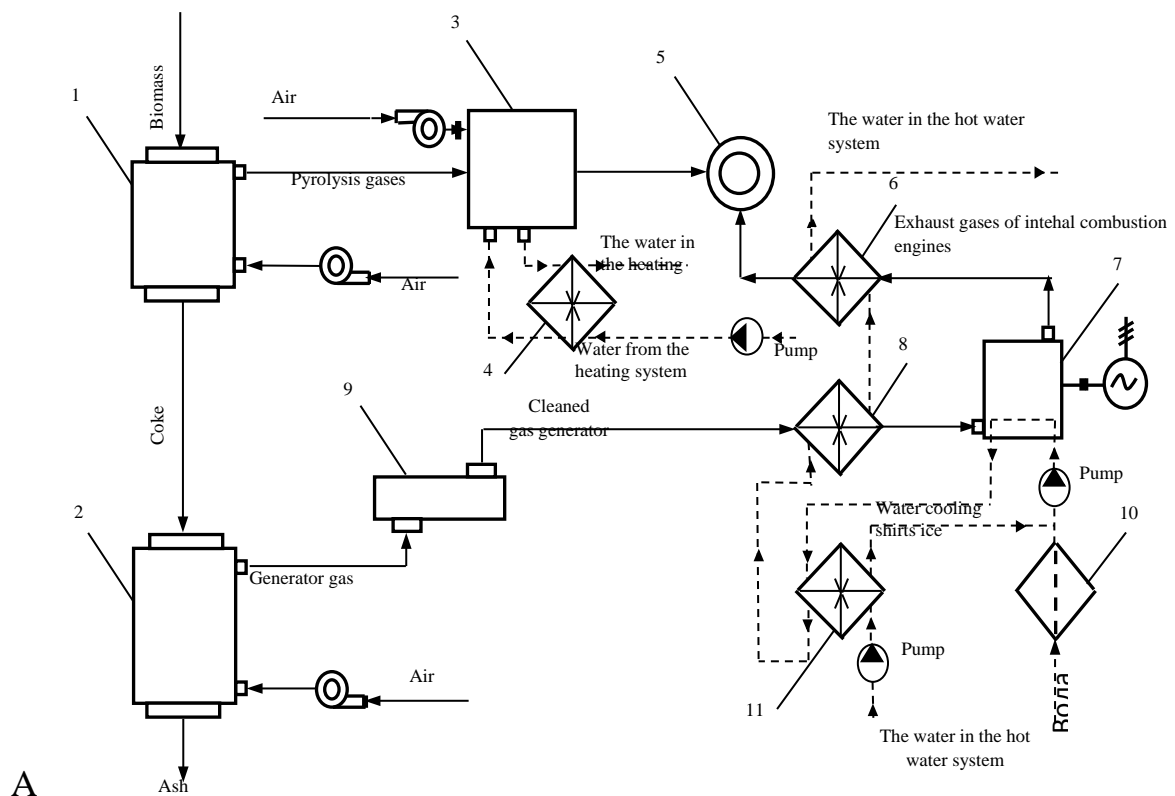 3
5
1
Biomass
Air
The water in the hot water
system
6
Pyrolysis gases
Exhaust gases of intehal combustion
engines
The water in
the heating
Air
7
4
Water from the
heating system
Pump
8
9
Cleaned
gas generator
Coke
Pump
Water cooling
shirts ice
10
2
Generator gas
Pump
Air
11
Вода
The water in the hot
water system
A
Ash